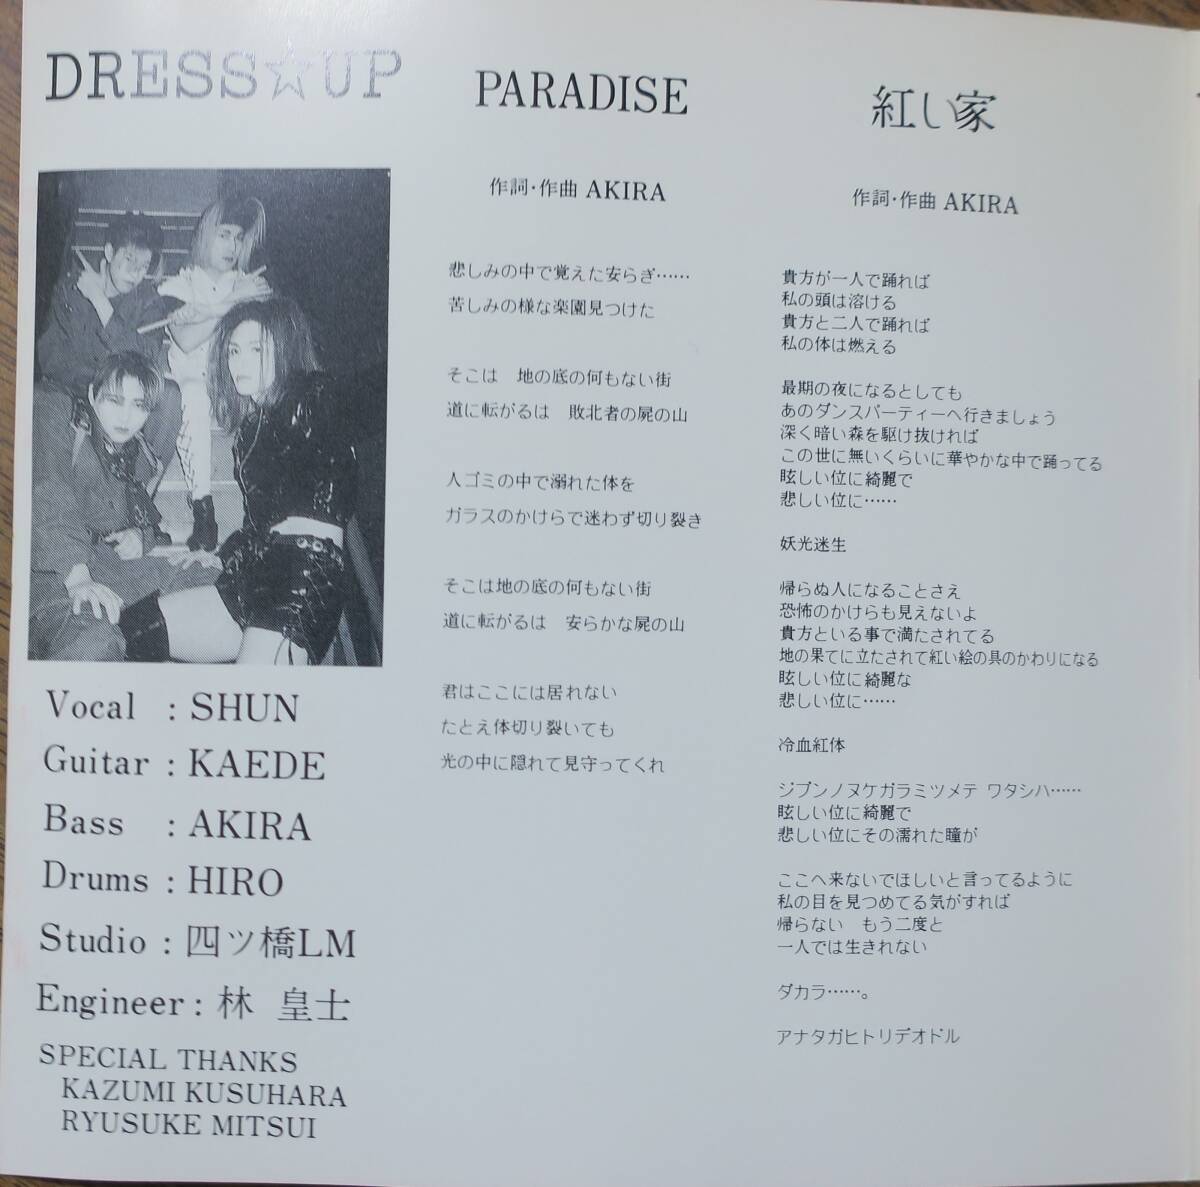 DRESS☆UP
Vocal : SHUN
Guitar : KAEDE
Bass : AKIRA
Drums : HIRO
Studio : 四ツ橋LM
Engineer : 林 皇士
SPECIAL THANKS
KAZUMI KUSUHARA
RYUSUKE MITSUI
PARADISE
作詞・作曲 AKIRA
悲しみの中で覚えた安らぎ……
苦しみの様な楽園見つけた
そこは 地の底の何もない街
道に転がるは 敗北者の屍の山
人ゴミの中で溺れた体を
ガラスのかけらで迷わず切り裂き
そこは地の底の何もない街
道に転がるは 安らかな屍の山
君はここには居れない
たとえ体切り裂いても
光の中に隠れて見守ってくれ
紅い家
作詞・作曲 AKIRA
貴方が一人で踊れば
私の頭は溶ける
貴方と二人で踊れば
私の体は燃える
最期の夜になるとしても
あのダンスパーティーへ行きましょう
深く暗い森を駆け抜ければ
この世に無いくらいに華やかな中で踊ってる
眩しい位に綺麗で
悲しい位に……
妖光迷生
帰らぬ人になることさえ
恐怖のかけらも見えないよ
貴方といる事で満たされてる
地の果てに立たされて紅い絵の具のかわりになる
眩しい位に綺麗な
悲しい位に……
冷血紅体
ジブンノヌケガラミツメテ ワタシハ……
眩しい位に綺麗で
悲しい位にその濡れた瞳が
ここへ来ないでほしいと言ってるように
私の目を見つめてる気がすれば
帰らない もう二度と
一人では生きれない
ダカラ……。
アナタガヒトリデオドル